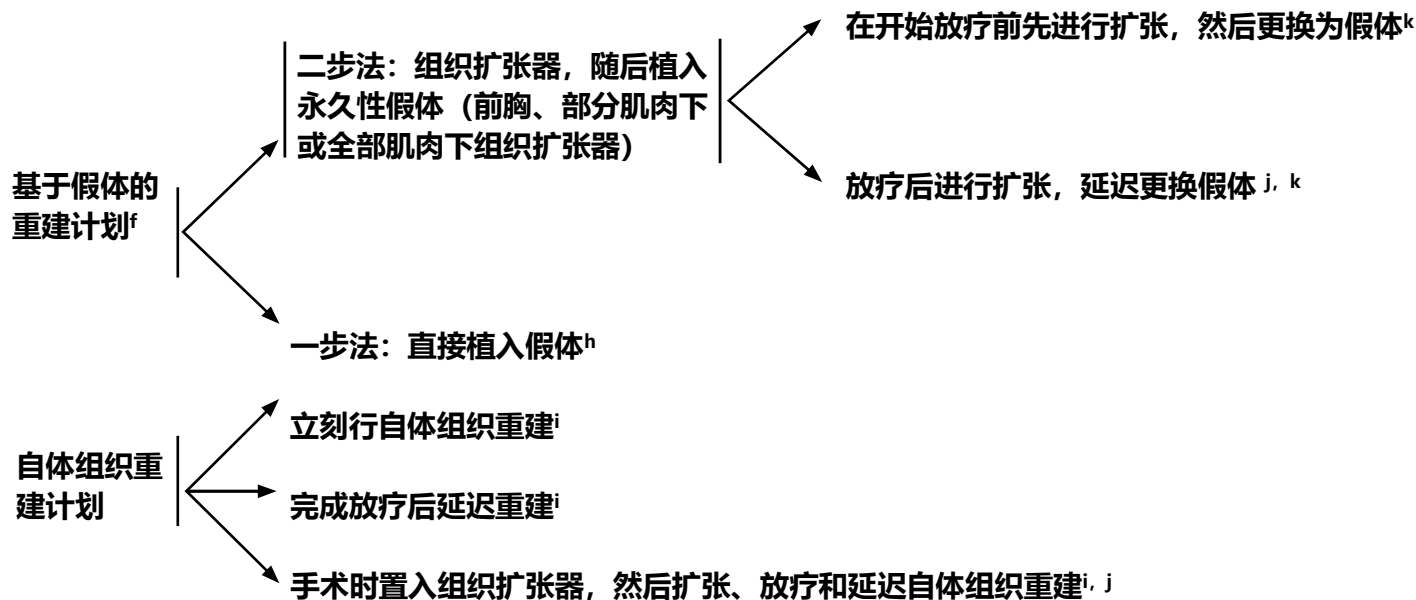 在开始放疗前先进行扩张，然后更换为假体k
二步法：组织扩张器，随后植入
永久性假体（前胸、部分肌肉下
或全部肌肉下组织扩张器）
放疗后进行扩张，延迟更换假体 j, k
基于假体的
重建计划f
一步法：直接植入假体h
立刻行自体组织重建i
自体组织重
建计划
完成放疗后延迟重建i
手术时置入组织扩张器，然后扩张、放疗和延迟自体组织重建i, j